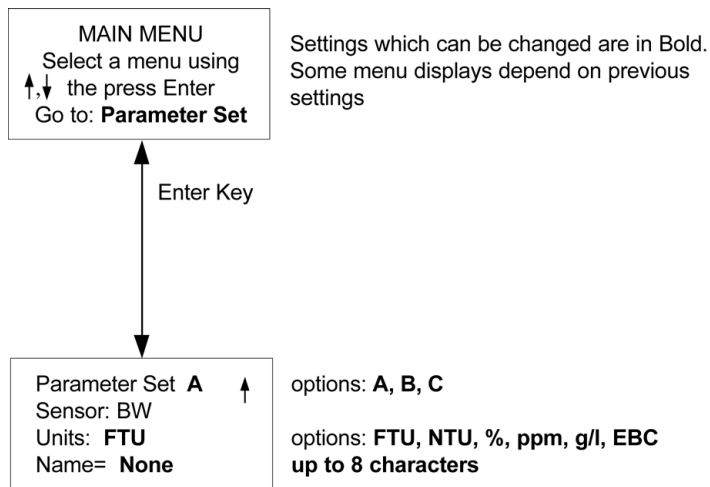 MAIN MENU
Select a menu using
↑,↓ the press Enter
Go to: Parameter Set
Settings which can be changed are in Bold.
Some menu displays depend on previous
settings
Enter Key
Parameter Set A ↑
options: A, B, C
Sensor: BW
Units: FTU
options: FTU, NTU, %, ppm, g/l, EBC
Name= None
up to 8 characters